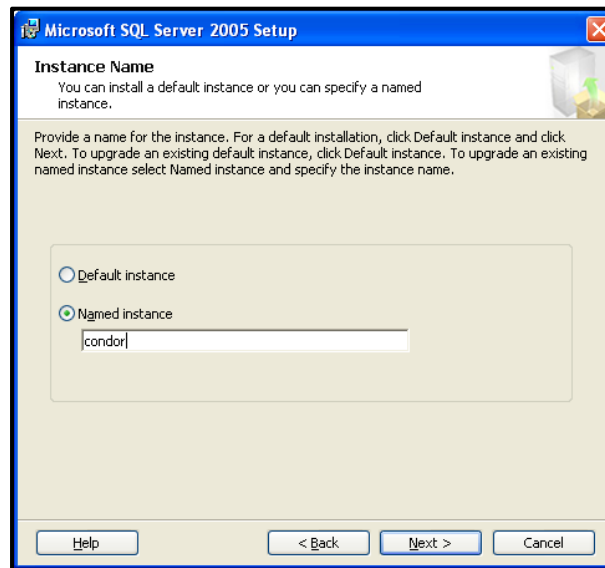 Microsoft SQL Server 2005 Setup
Instance Name
You can install a default instance or you can specify a named
instance.
Provide a name for the instance. For a default installation, click Default instance and click
Next. To upgrade an existing default instance, click Default instance. To upgrade an existing
named instance select Named instance and specify the instance name.
Default instance
Named instance
condor
Help
< Back
Next >
Cancel